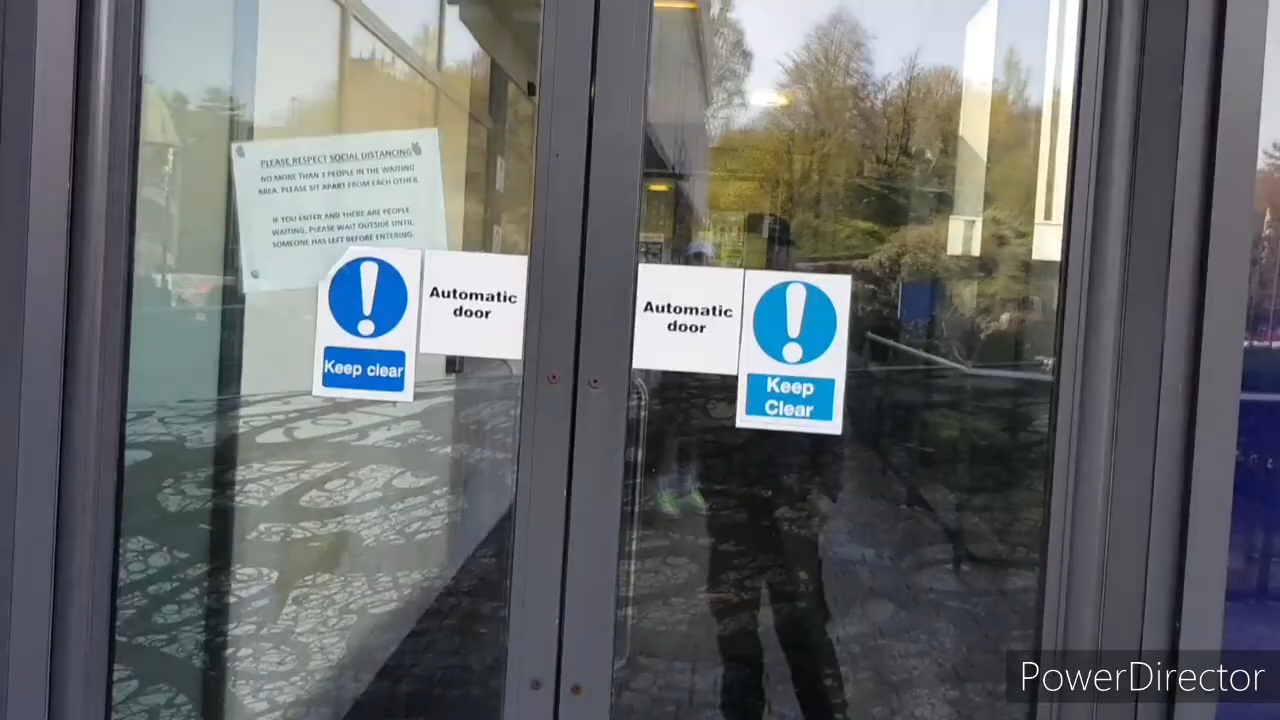 PLEASE RESPECT SOCIAL DISTANCING
NO MORE THAN 3 PEOPLE IN THE WAITING
AREA. PLEASE SIT APART FROM EACH OTHER.
IF YOU ENTER AND THERE ARE PEOPLE
WAITING, PLEASE WAIT OUTSIDE UNTIL
SOMEONE HAS LEFT BEFORE ENTERING.
Keep clear
Automatic
door
Automatic
door
Keep
Clear
PowerDirector